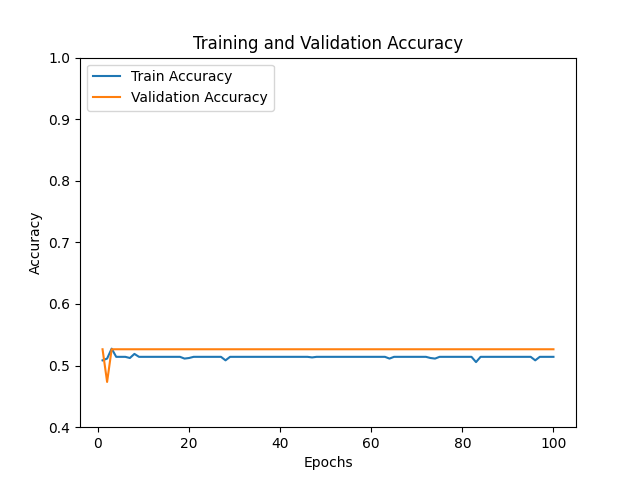 Training and Validation Accuracy
Train Accuracy
Validation Accuracy
1.0
0.9
0.8
0.7
0.6
0.5
0.4
Accuracy
0 20 40 60 80 100
Epochs